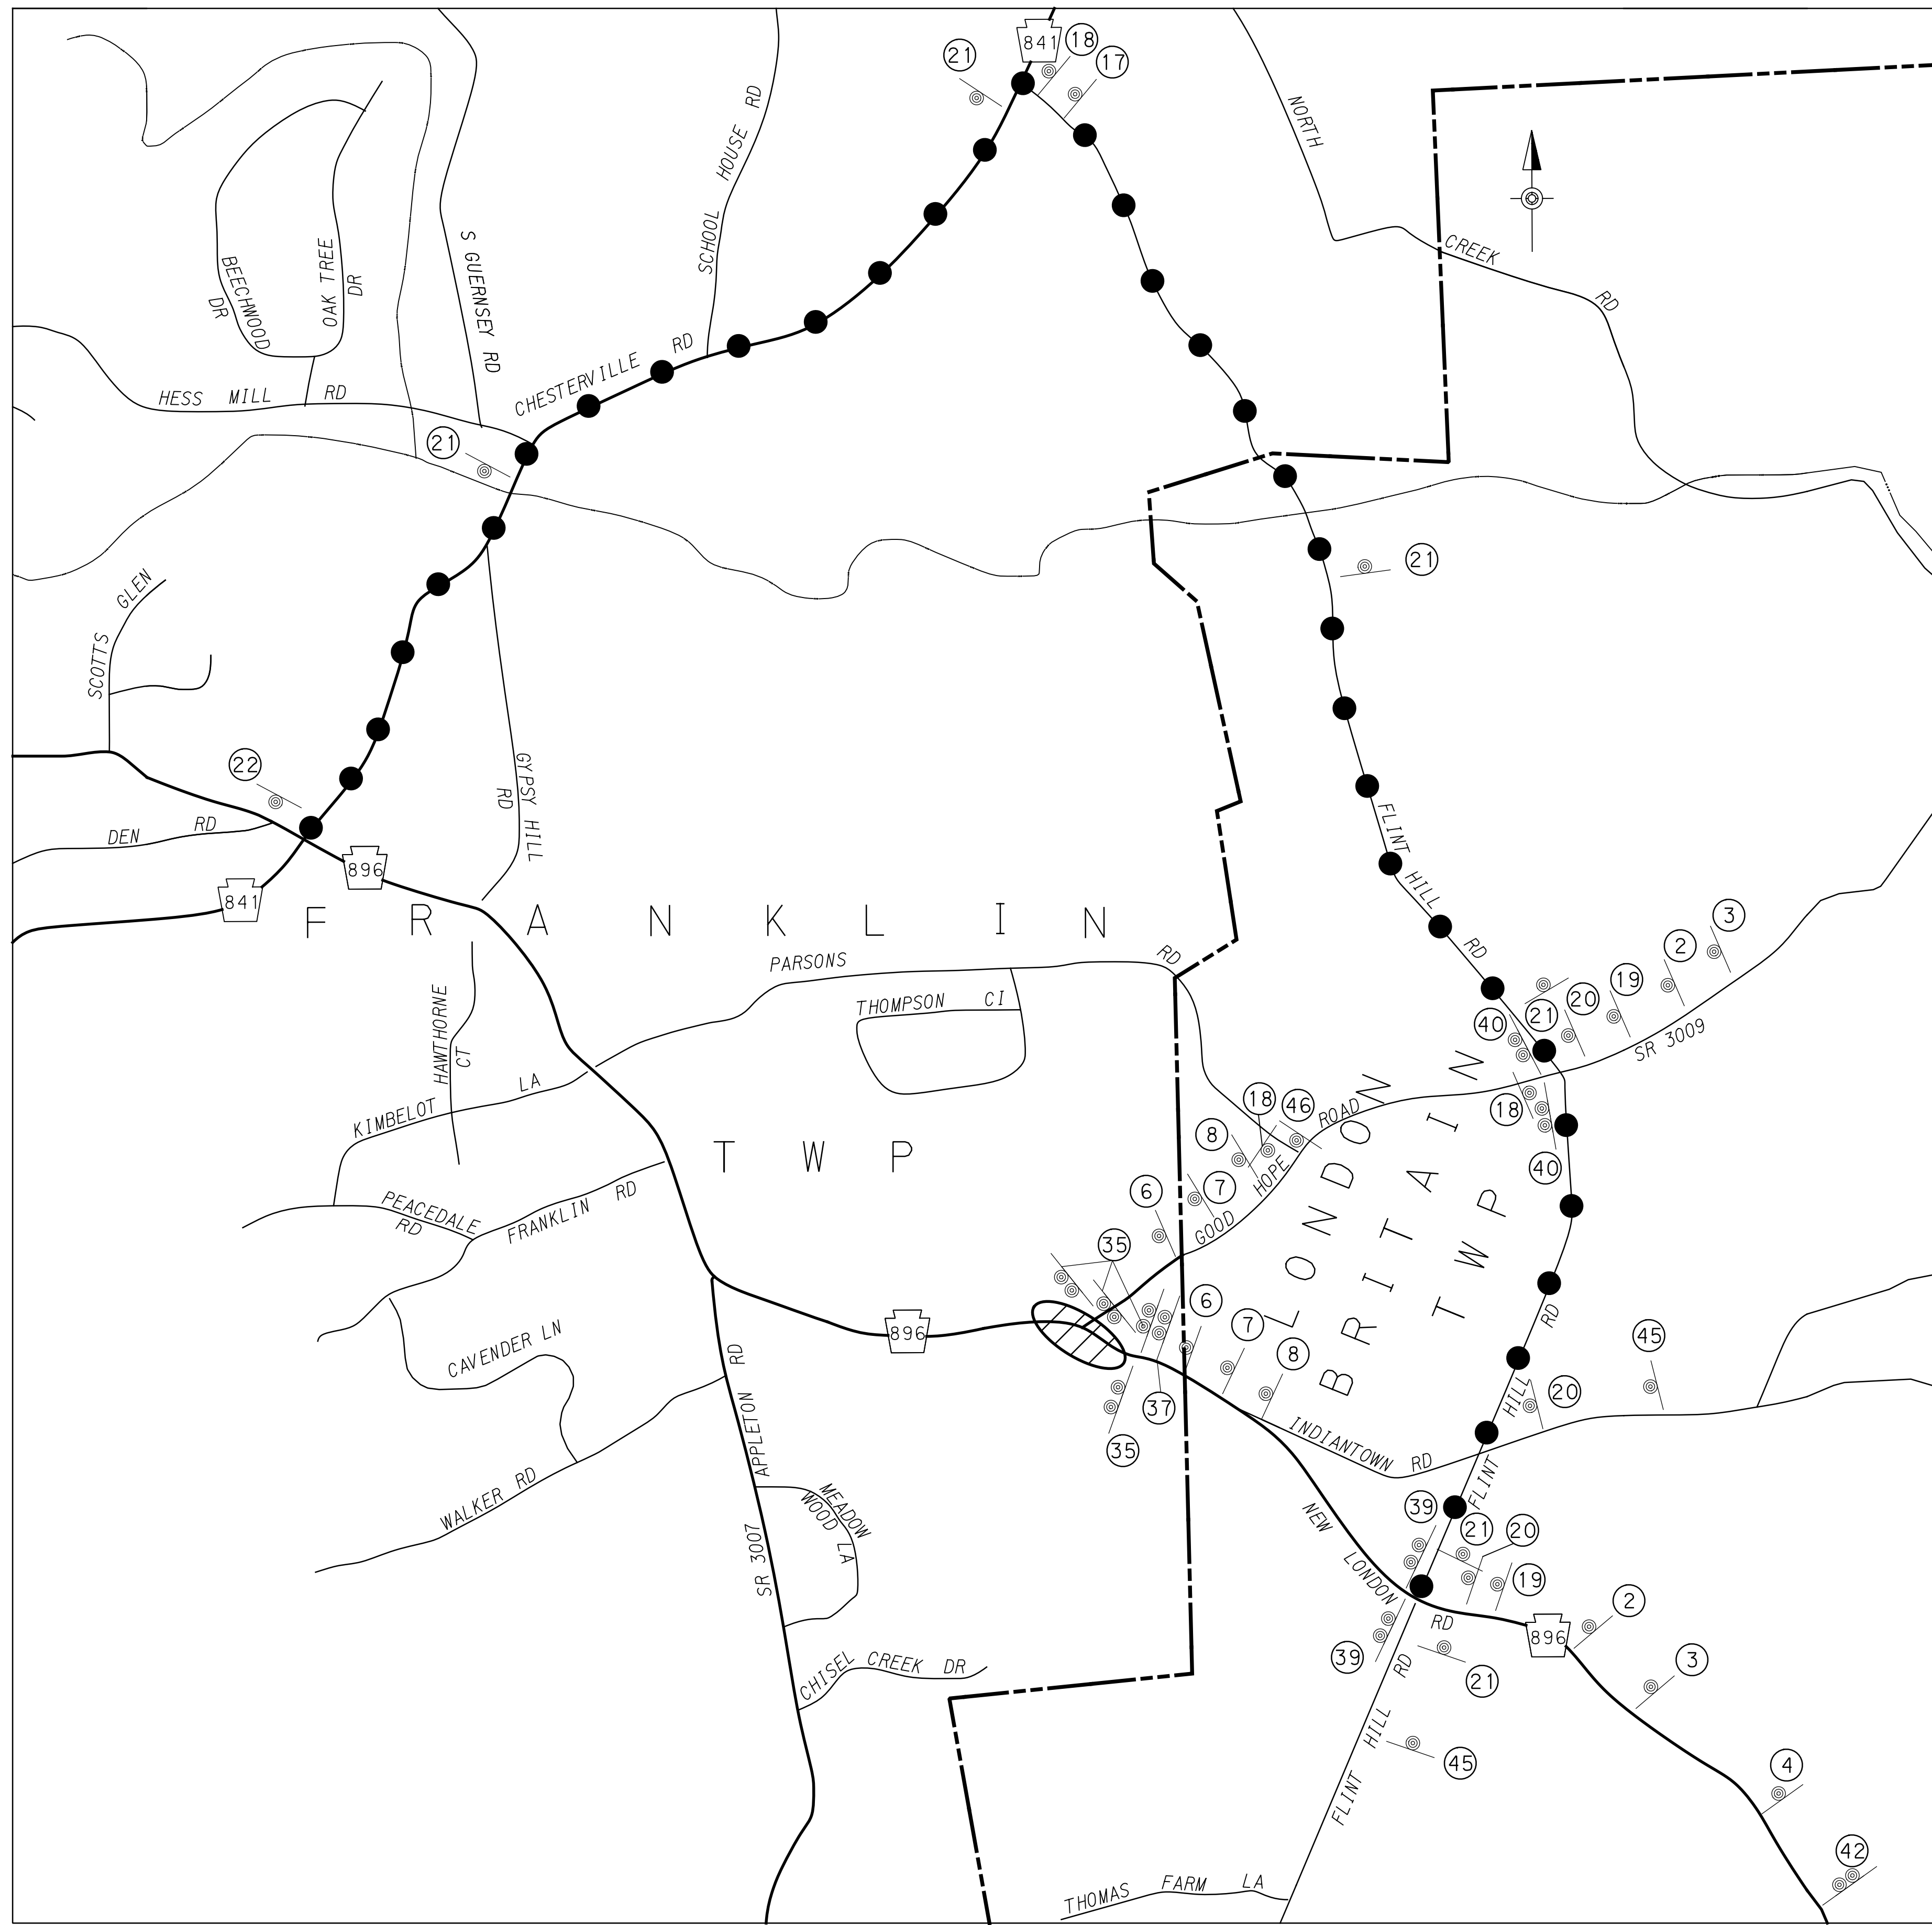 841
21
18
17
NORTH
CREEK
RD
S GUERNSEY RD
SCHOOL HOUSE RD
BEECHWOOD
DR
OAK TREE
DR
HESS MILL RD
CHESTERVILLE RD
21
21
SCOTTS GLEN
22
DEN RD
896
841
GYPSY HILL
RD
FLINT
HILL
RD
3
2
19
20
21
40
SR 3009
18
40
FRANKLIN
PARSONS RD
THOMPSON CI
HAWTHORNE
CT
KIMBELOT LA
TWP
LONDON
BRITAIN
TWP
18
46
8
7
6
GOOD HOPE ROAD
PEACEDALE
RD
FRANKLIN RD
35
6
7
8
37
35
896
CAVENDER LN
APPLETON RD
SR 3007
WALKER RD
MEADOW
WOOD LA
RD
HILL
FLINT
45
20
INDIANTOWN RD
39
21
20
19
NEW
LONDON
RD
896
2
3
39
21
RD
HILL
FLINT
45
CHISEL CREEK DR
4
42
THOMAS FARM LA